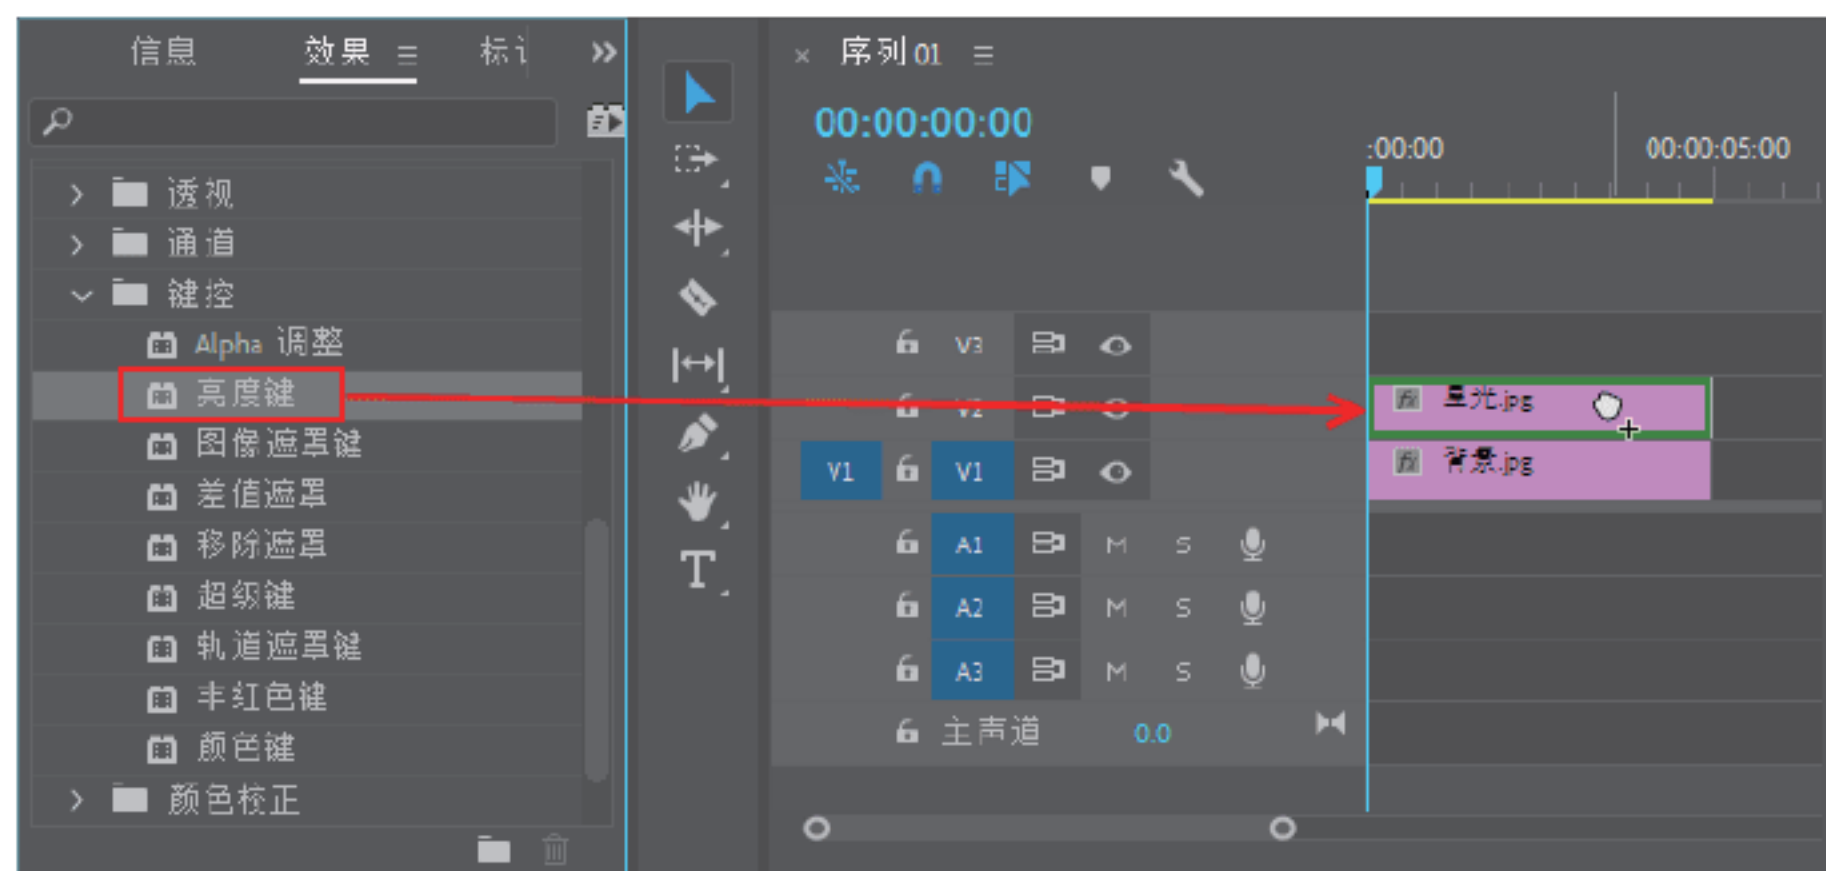 信息 效果 标
序列 01
00:00:00:00
:00:00 00:00:05:00
透视
通道
键控
Alpha 调整
亮度键
图像遮罩键
差值遮罩
移除遮罩
超级键
轨道遮罩键
非红色键
颜色键
颜色校正
V3
V2 fx 星光.jpg
V1 V1 fx 背景.jpg
A1 M S
A2 M S
A3 M S
主声道 0.0